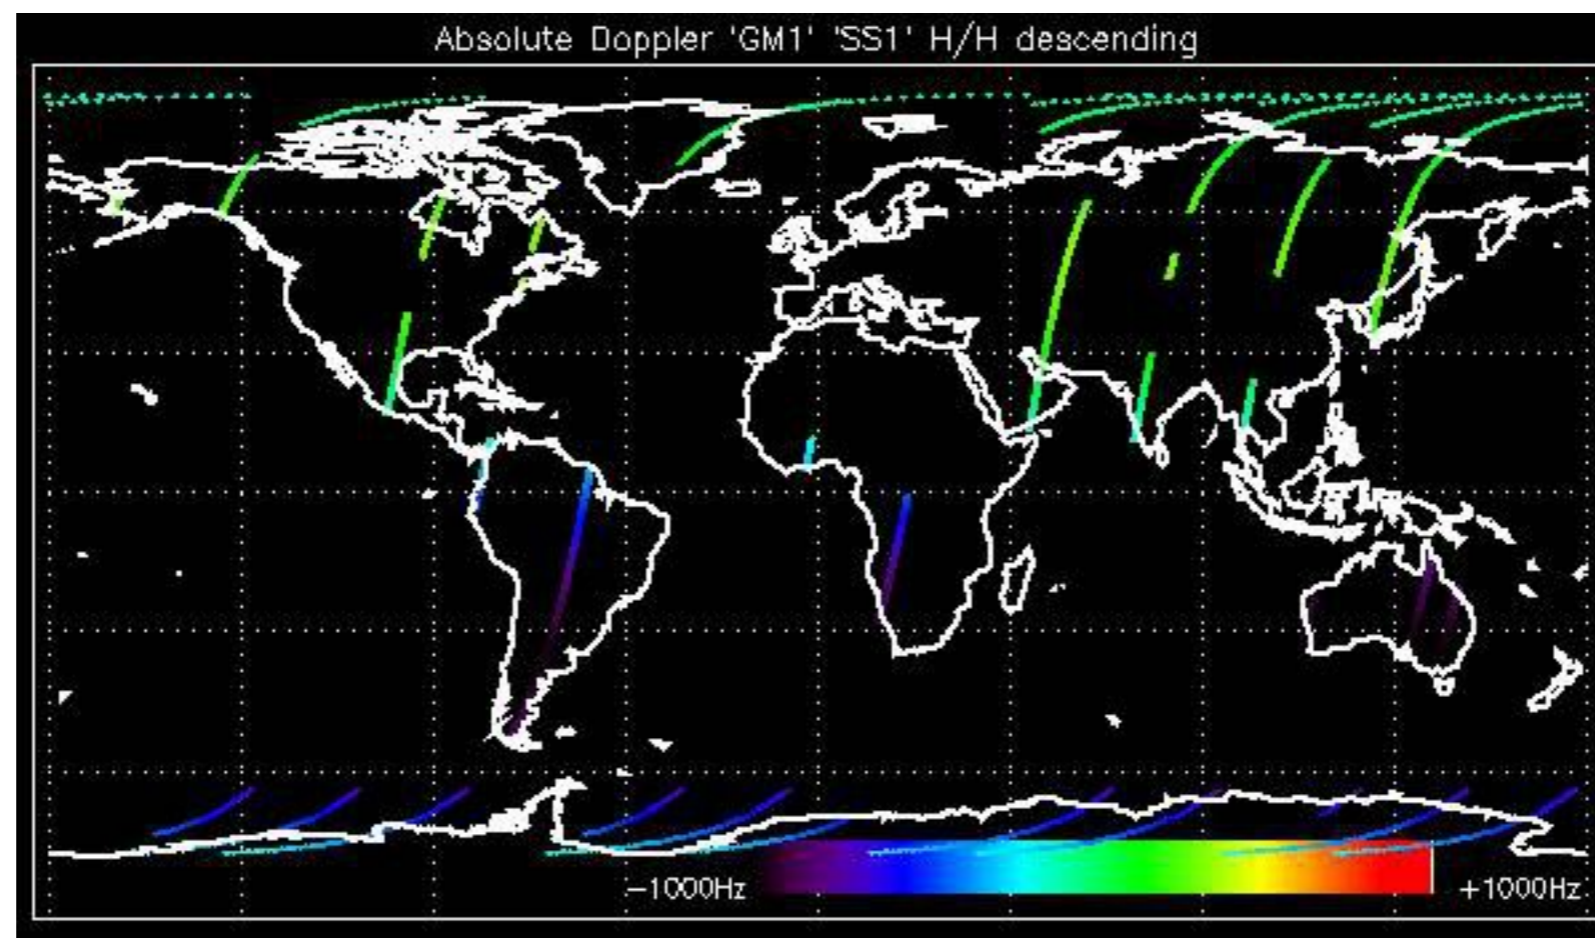 Absolute Doppler 'GM1' 'SS1' H/H descending
-1000Hz +1000Hz